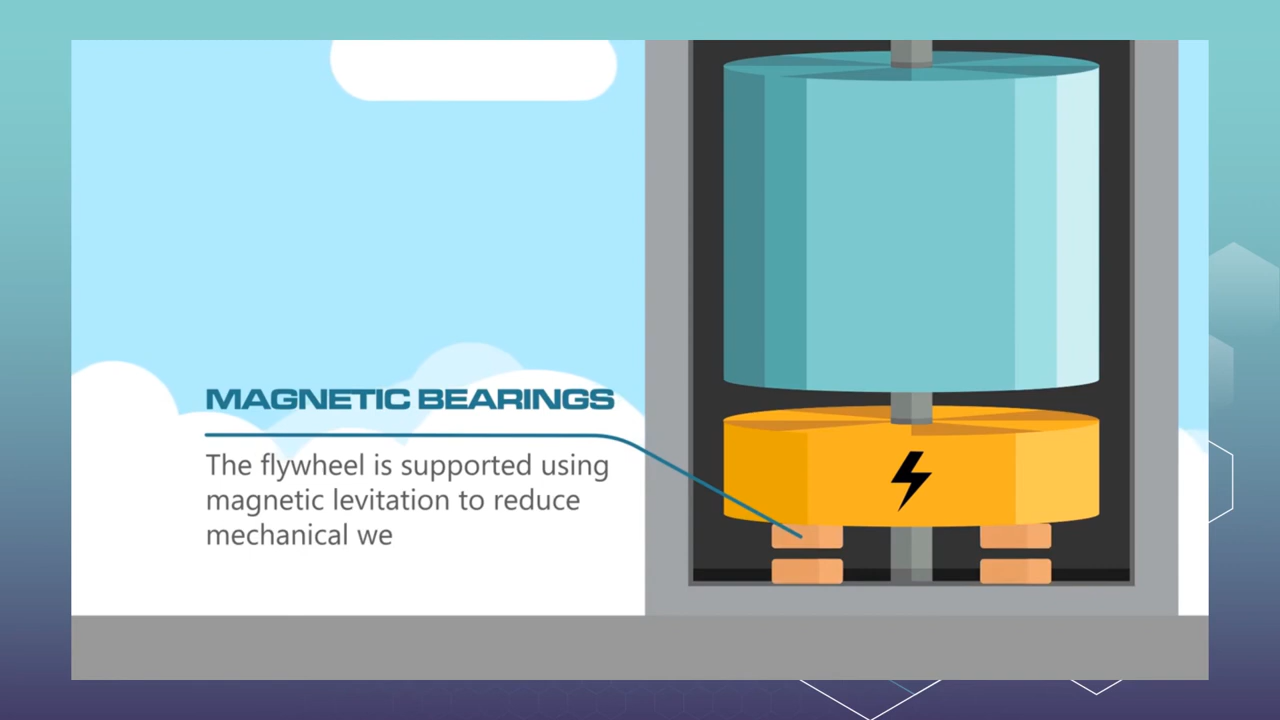 MAGNETIC BEARINGS
The flywheel is supported using
magnetic levitation to reduce
mechanical we